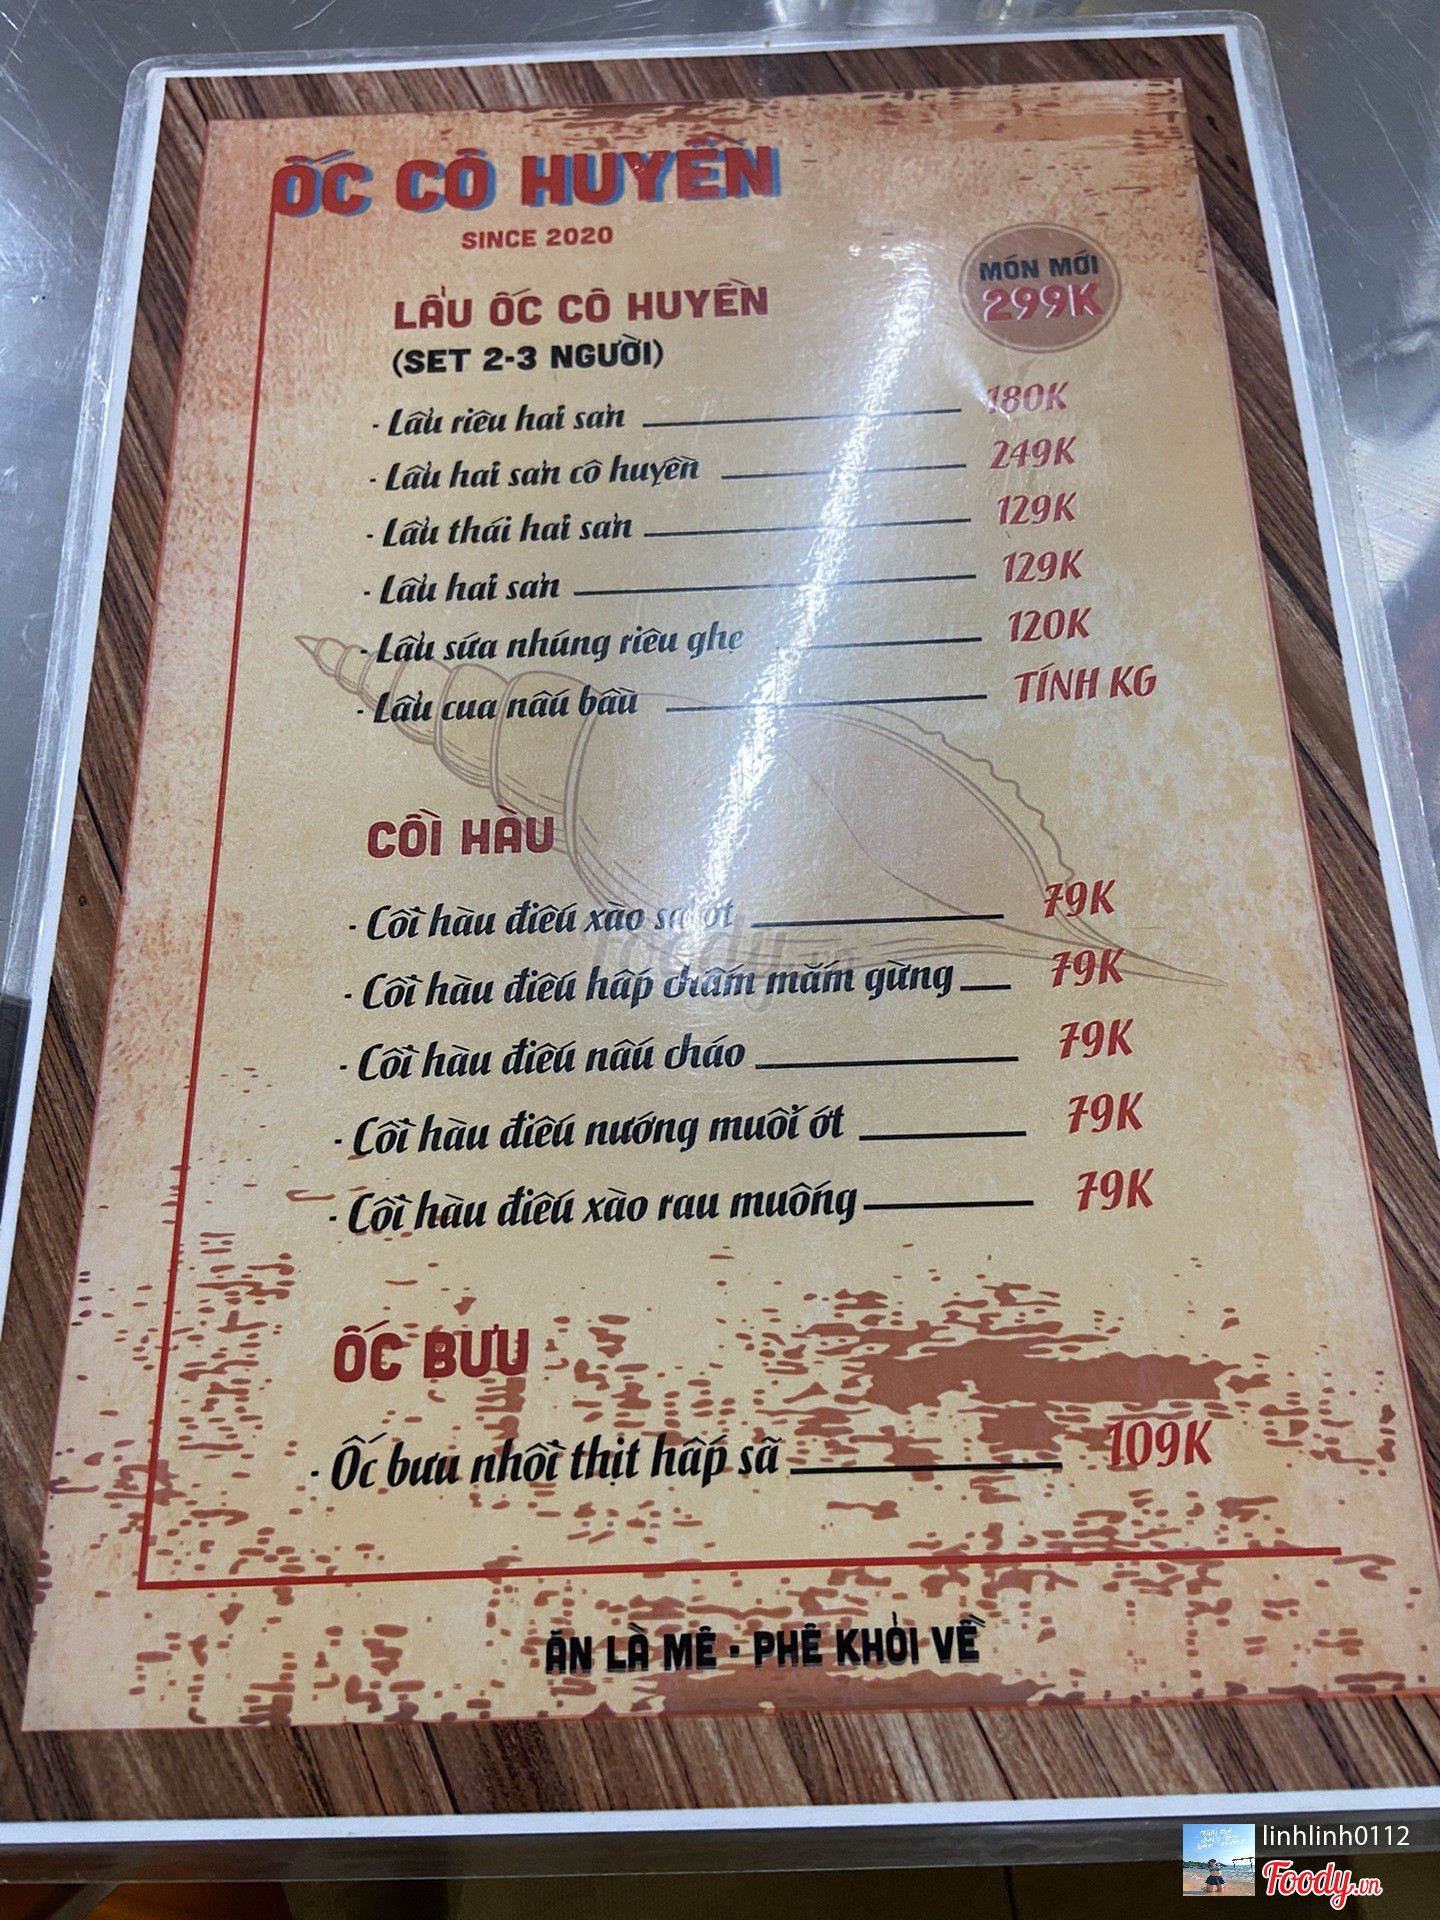 ỐC CÔ HUYỀN
SINCE 2020
LẨU ỐC CÔ HUYỀN
(SET 2-3 NGƯỜI)
MÓN MỚI
299K
- Lẩu riêu hải sản 180K
- Lẩu hải sản cô huyền 249K
- Lẩu thái hải sản 129K
- Lẩu hải sản 129K
- Lẩu sứa nhúng riêu ghẹ 120K
- Lẩu cua nấu bầu TÍNH KG
CỒI HÀU
- Cồi hàu điếu xào sả ớt 79K
- Cồi hàu điếu hấp chấm mắm gừng 79K
- Cồi hàu điếu nấu cháo 79K
- Cồi hàu điếu nướng muối ớt 79K
- Cồi hàu điếu xào rau muống 79K
ỐC BƯU
- Ốc bưu nhồi thịt hấp sã 109K
ĂN LÀ MÊ - PHÊ KHỎI VỀ
Foody.vn
linhlinh0112
Foody.vn